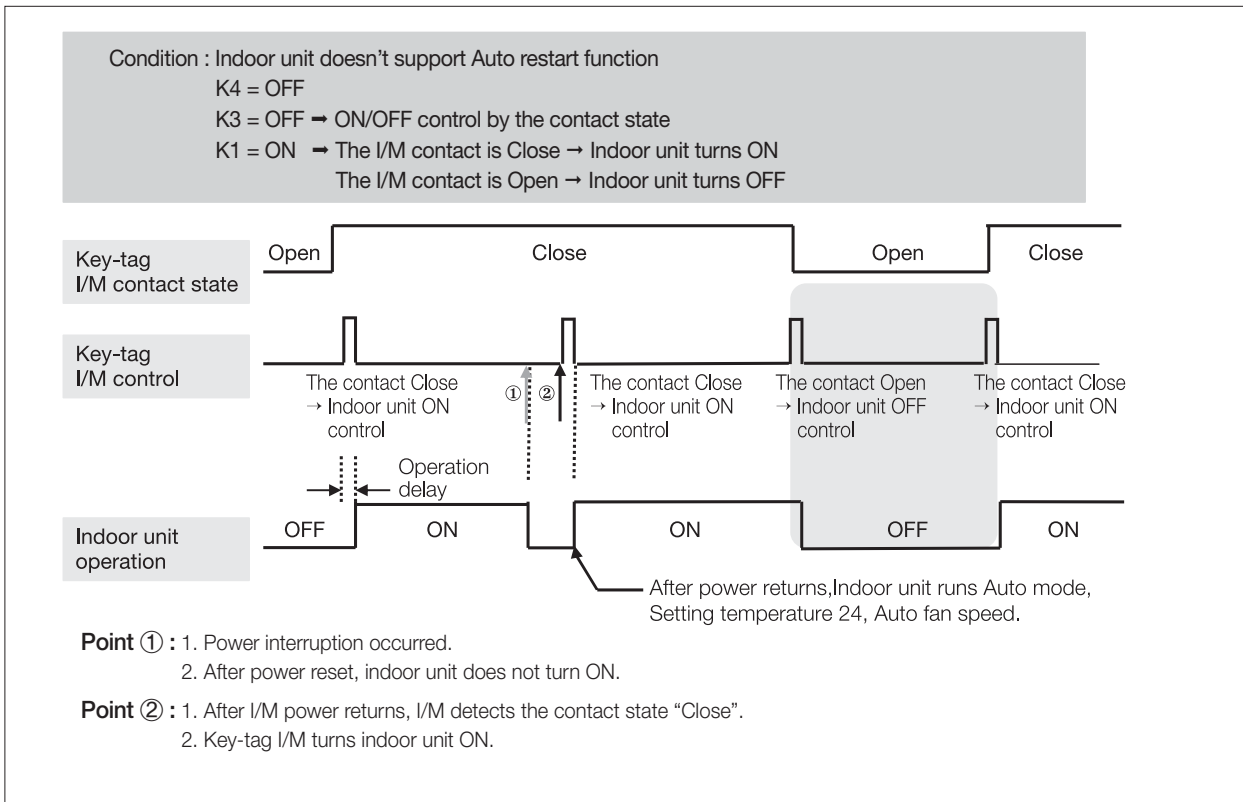 Condition : Indoor unit doesn't support Auto restart function
K4 = OFF
K3 = OFF ➡ ON/OFF control by the contact state
K1 = ON ➡ The I/M contact is Close → Indoor unit turns ON
The I/M contact is Open → Indoor unit turns OFF
Key-tag
I/M contact state
Open
Close
Open
Close
Key-tag
I/M control
The contact Close
→ Indoor unit ON
control
①
②
The contact Close
→ Indoor unit ON
control
The contact Open
→ Indoor unit OFF
control
The contact Close
→ Indoor unit ON
control
Operation
delay
Indoor unit
operation
OFF
ON
ON
OFF
ON
After power returns,Indoor unit runs Auto mode,
Setting temperature 24, Auto fan speed.
Point ① : 1. Power interruption occurred.
2. After power reset, indoor unit does not turn ON.
Point ② : 1. After I/M power returns, I/M detects the contact state “Close”.
2. Key-tag I/M turns indoor unit ON.